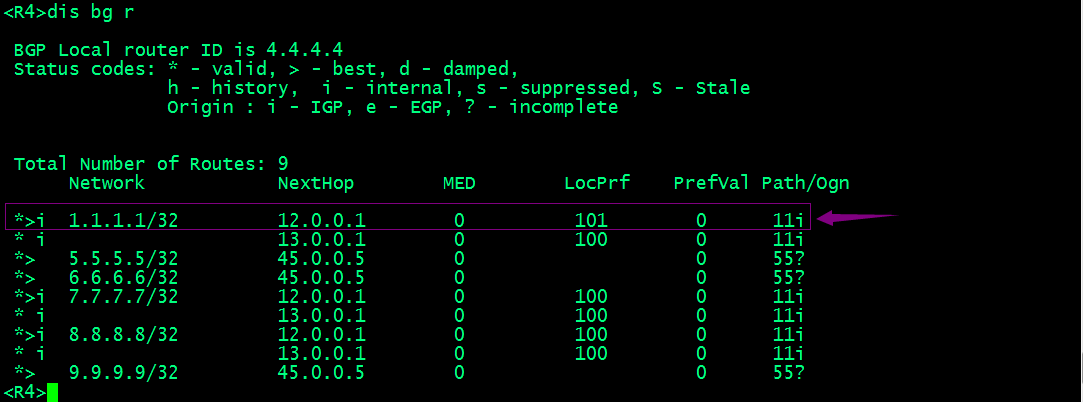 <R4>dis bg r
BGP Local router ID is 4.4.4.4
Status codes: * - valid, > - best, d - damped,
h - history,  i - internal, s - suppressed, S - Stale
Origin : i - IGP, e - EGP, ? - incomplete
Total Number of Routes: 9
Network            NextHop        MED        LocPrf    PrefVal Path/Ogn
*>i  1.1.1.1/32         12.0.0.1        0          101        0      11i
* i                     13.0.0.1        0          100        0      11i
*>   5.5.5.5/32         45.0.0.5        0                     0      55?
*>   6.6.6.6/32         45.0.0.5        0                     0      55?
*>i  7.7.7.7/32         12.0.0.1        0          100        0      11i
* i                     13.0.0.1        0          100        0      11i
*>i  8.8.8.8/32         12.0.0.1        0          100        0      11i
* i                     13.0.0.1        0          100        0      11i
*>   9.9.9.9/32         45.0.0.5        0                     0      55?
<R4>